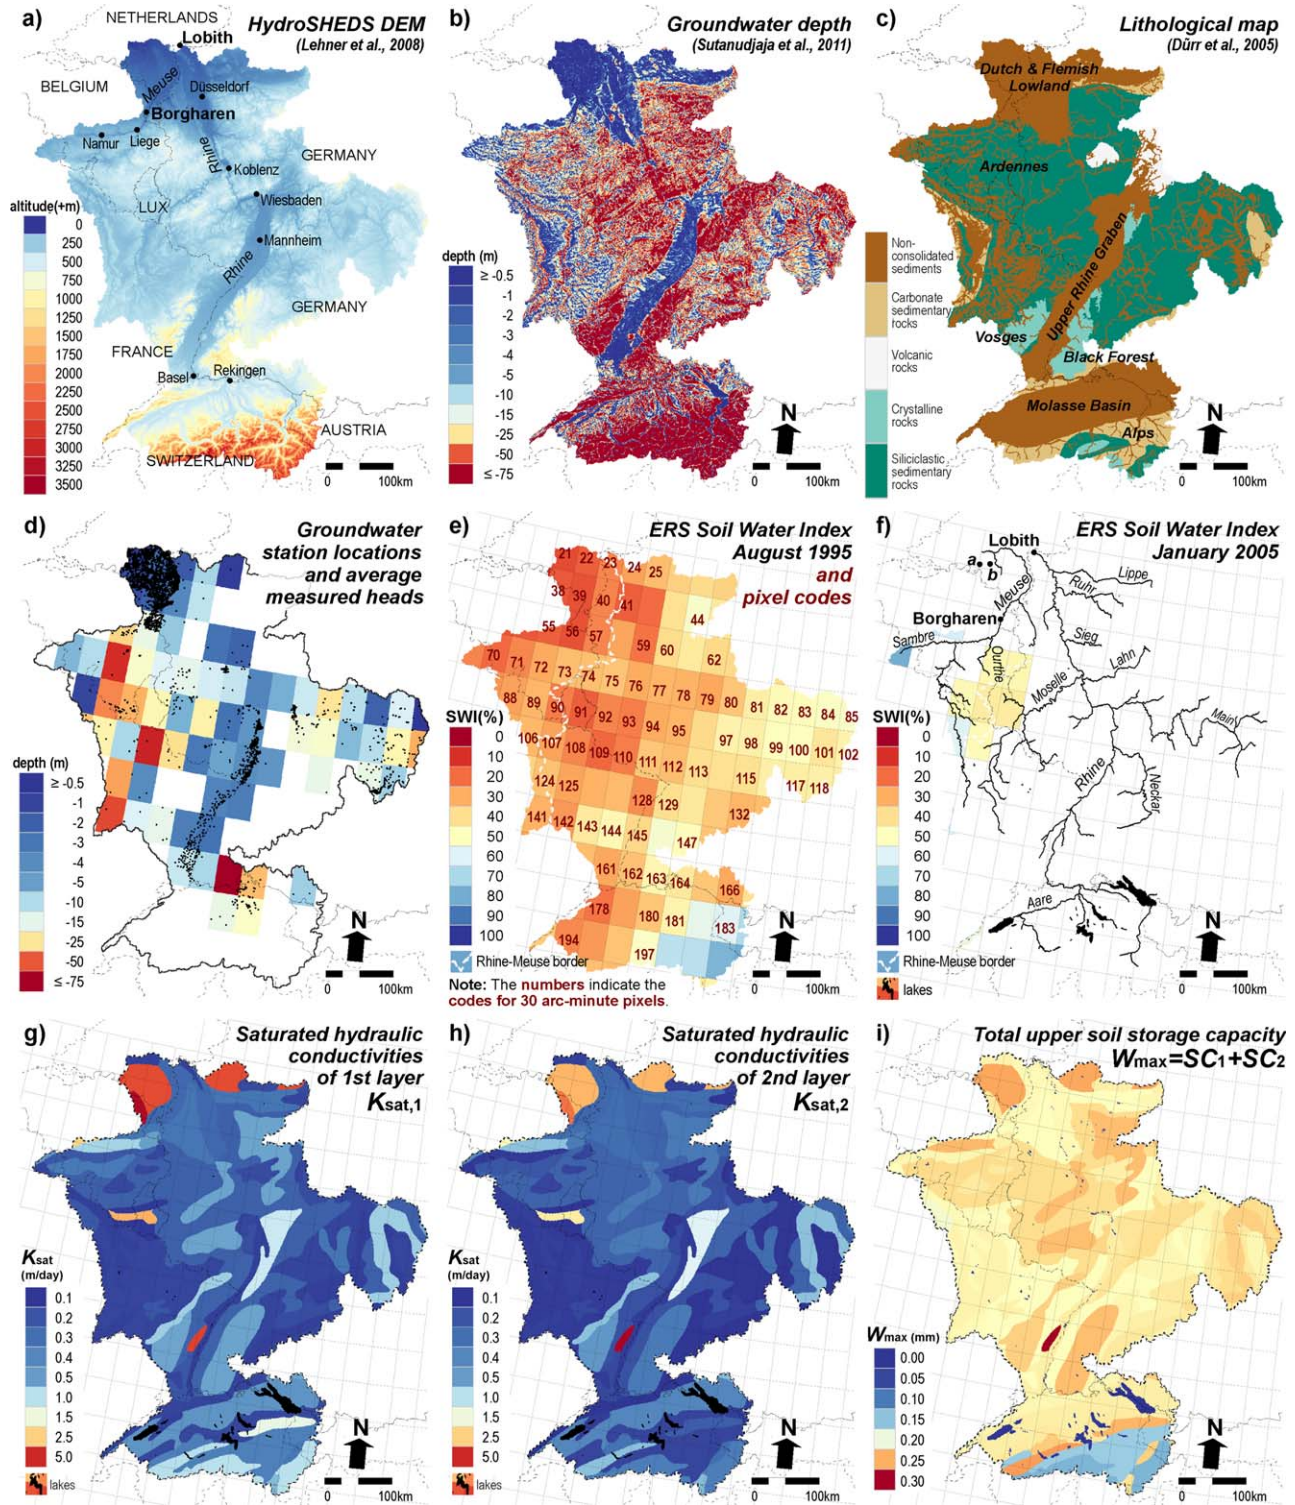 a)
HydroSHEDS DEM
(Lehner et al., 2008)
NETHERLANDS
Lobith
BELGIUM
Meuse
Düsseldorf
Borgharen
Namur
Liege
Rhine
GERMANY
Koblenz
LUX
Wiesbaden
Mannheim
Rhine
GERMANY
FRANCE
Basel
Rekingen
AUSTRIA
SWITZERLAND
altitude(+m)
0
250
500
750
1000
1250
1500
1750
2000
2500
2750
3000
3250
3500
0 100km
b)
Groundwater depth
(Sutanudjaja et al., 2011)
depth (m)
≥ -0.5
-1
-2
-3
-4
-5
-10
-15
-25
-50
≤ -75
N
0 100km
c)
Lithological map
(Dürr et al., 2005)
Dutch & Flemish
Lowland
Ardennes
Upper Rhine Graben
Vosges
Black Forest
Molasse Basin
Alps
Non-
consolidated
sediments
Carbonate
sedimentary
rocks
Volcanic
rocks
Crystalline
rocks
Siliciclastic
sedimentary
rocks
N
0 100km
d)
Groundwater
station locations
and average
measured heads
depth (m)
≥ -0.5
-1
-2
-3
-4
-5
-10
-15
-25
-50
≤ -75
N
0 100km
e)
ERS Soil Water Index
August 1995
and
pixel codes
21 22 23 24 25
38 39 40 41 44
55 56 57 59 60 62
70 71 72 73 74 75 76 77 78 79 80 81 82 83 84 85
88 89 90 91 92 93 94 95 97 98 99 100 101 102
106 107 108 109 110 111 112 113 115 117 118
124 125 128 129 132
141 142 143 144 145 147
161 162 163 164 166
178 180 181 183
194 197
SWI(%)
0
10
20
30
40
50
60
70
80
90
100
Rhine-Meuse border
Note: The numbers indicate the
codes for 30 arc-minute pixels.
N
0 100km
f)
ERS Soil Water Index
January 2005
Lobith
a
b
Lippe
Ruhr
Meuse
Borgharen
Sambre
Sieg
Ourthe
Lahn
Moselle
Main
Rhine
Neckar
Aare
SWI(%)
0
10
20
30
40
50
60
70
80
90
100
Rhine-Meuse border
lakes
N
0 100km
g)
Saturated hydraulic
conductivities
of 1st layer
Ksat,1
Ksat
(m/day)
0.1
0.2
0.3
0.4
0.5
1.0
1.5
2.5
5.0
lakes
N
0 100km
h)
Saturated hydraulic
conductivities
of 2nd layer
Ksat,2
Ksat
(m/day)
0.1
0.2
0.3
0.4
0.5
1.0
1.5
2.5
5.0
lakes
N
0 100km
i)
Total upper soil storage capacity
Wmax=SC1+SC2
Wmax (mm)
0.00
0.05
0.10
0.15
0.20
0.25
0.30
N
0 100km